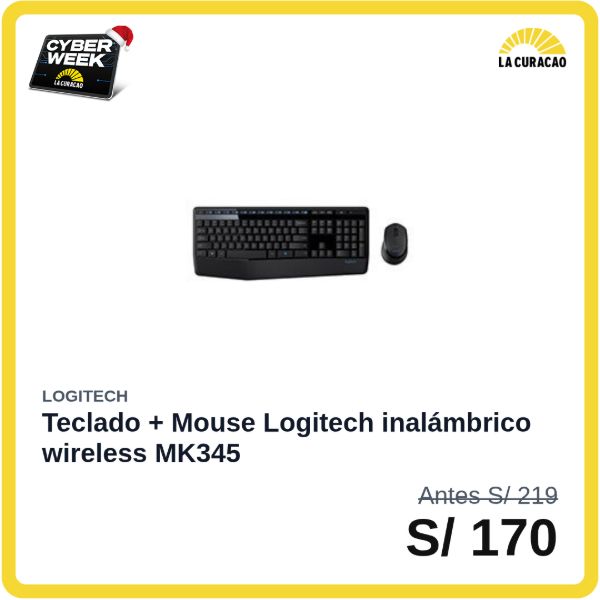 CYBER
WEEK
LA CURACAO
LA CURACAO
LOGITECH
Teclado + Mouse Logitech inalámbrico
wireless MK345
Antes S/ 219
S/ 170